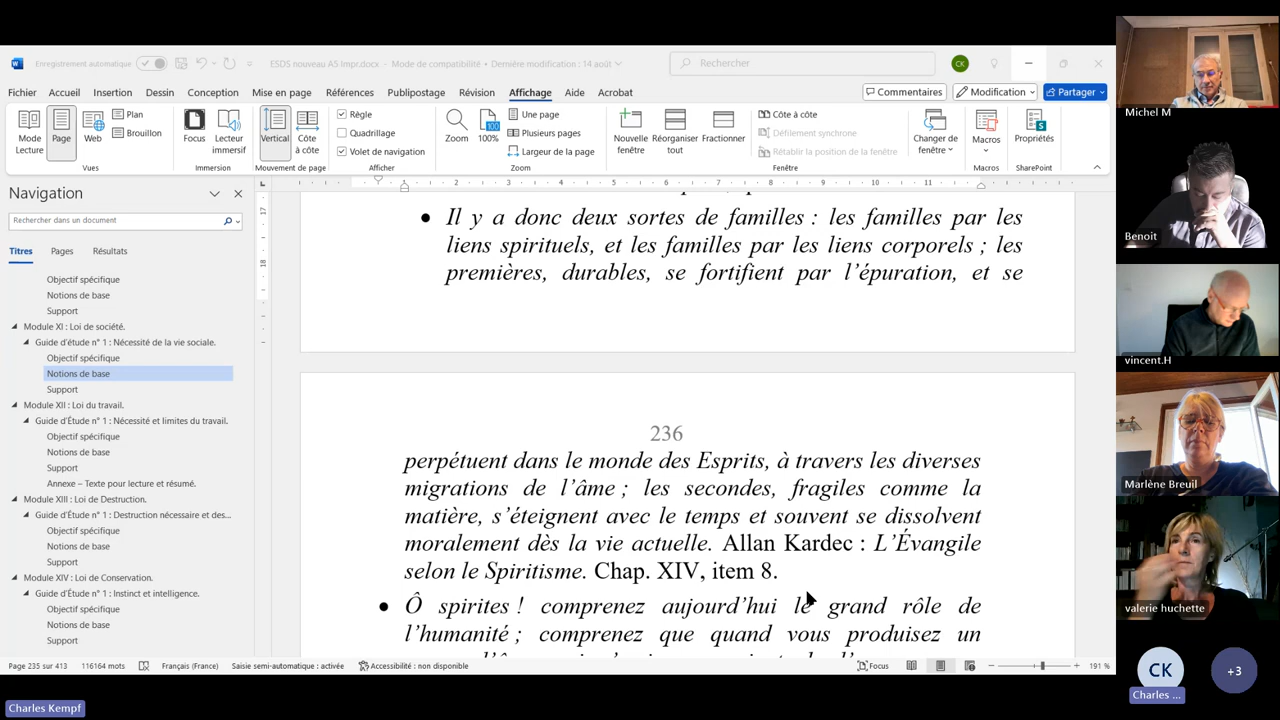 Enregistrement automatique
ESDS nouveau A5 Impr.docx - Mode de compatibilité • Dernière modification : 14 août
Rechercher
CK
Fichier Accueil Insertion Dessin Conception Mise en page Références Publipostage Révision Affichage Aide Acrobat
Commentaires Modification Partager
Mode Lecture
Page
Web
Plan
Brouillon
Vues
Focus
Lecteur immersif
Immersion
Vertical
Côte à côte
Mouvement de page
Règle
Quadrillage
Volet de navigation
Afficher
Zoom
100%
Une page
Plusieurs pages
Largeur de la page
Zoom
Nouvelle fenêtre
Réorganiser tout
Fractionner
Côte à côte
Défilement synchrone
Rétablir la position de la fenêtre
Fenêtre
Changer de fenêtre
Macros
Macros
Propriétés
SharePoint
Navigation
Rechercher dans un document
Titres Pages Résultats
Objectif spécifique
Notions de base
Support
Module XI : Loi de société.
Guide d'étude n° 1 : Nécessité de la vie sociale.
Objectif spécifique
Notions de base
Support
Module XII : Loi du travail.
Guide d'Étude n° 1 : Nécessité et limites du travail.
Objectif spécifique
Notions de base
Support
Annexe – Texte pour lecture et résumé.
Module XIII : Loi de Destruction.
Guide d'Étude n° 1 : Destruction nécessaire et des...
Objectif spécifique
Notions de base
Support
Module XIV : Loi de Conservation.
Guide d'Étude n° 1 : Instinct et intelligence.
Objectif spécifique
Notions de base
Support
• Il y a donc deux sortes de familles : les familles par les
liens spirituels, et les familles par les liens corporels ; les
premières, durables, se fortifient par l'épuration, et se
236
perpétuent dans le monde des Esprits, à travers les diverses
migrations de l'âme ; les secondes, fragiles comme la
matière, s'éteignent avec le temps et souvent se dissolvent
moralement dès la vie actuelle. Allan Kardec : L'Évangile
selon le Spiritisme. Chap. XIV, item 8.
• Ô spirites ! comprenez aujourd'hui le grand rôle de
l'humanité ; comprenez que quand vous produisez un
Page 235 sur 413 116164 mots Français (France) Saisie semi-automatique : activée Accessibilité : non disponible Focus 191 %
Michel M
Benoit
vincent.H
Marlène Breuil
valerie huchette
CK
Charles ...
+3
Charles Kempf